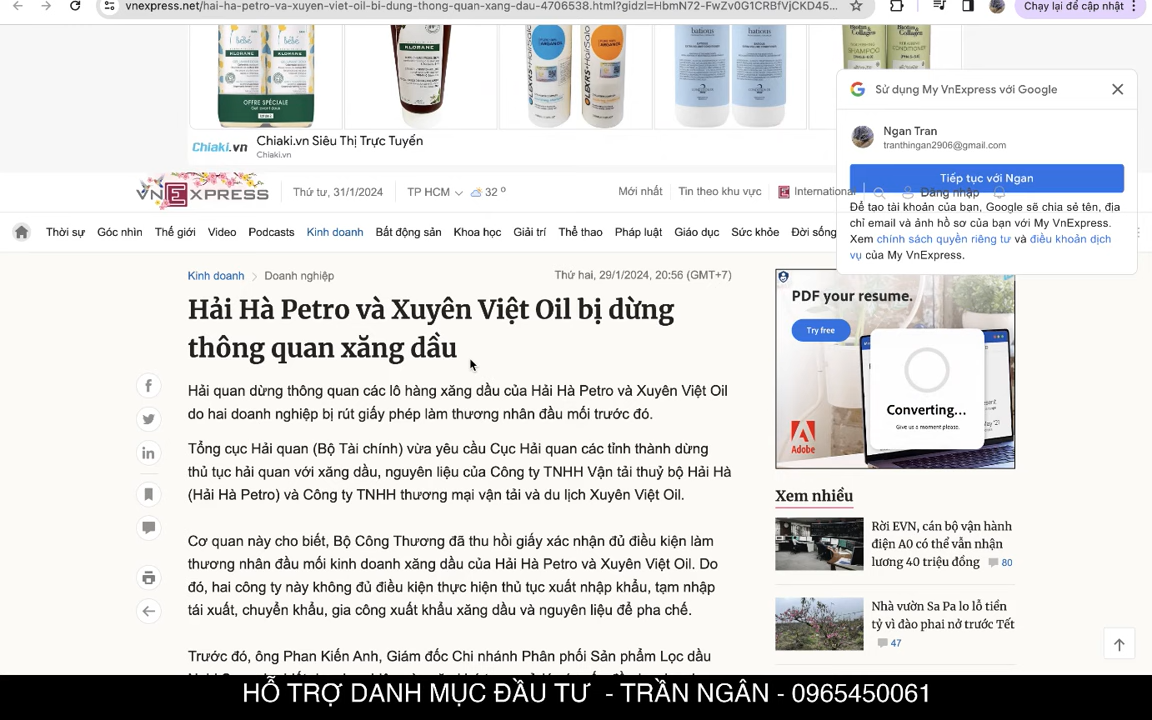 vnexpress.net/hai-ha-petro-va-xuyen-viet-oil-bi-dung-thong-quan-xang-dau-4706538.html?gidzl=HbmN72-FwZv0G1CRBfVjCKD45...
Chạy lại để cập nhật
bébé
KLORANE
KLORANE
OFFRE SPÉCIALE
KLORANE
SHAMPOO
Chiaki.vn
Chiaki.vn Siêu Thị Trực Tuyến
Chiaki.vn
Sử dụng My VnExpress với Google
Ngan Tran
tranthingan2906@gmail.com
Tiếp tục với Ngan
Để tạo tài khoản của bạn, Google sẽ chia sẻ tên, địa
chỉ email và ảnh hồ sơ của bạn với My VnExpress.
Xem chính sách quyền riêng tư và điều khoản dịch
vụ của My VnExpress.
VNEXPRESS
Thứ tư, 31/1/2024
TP HCM
32 º
Mới nhất
Tin theo khu vực
International
Đăng nhập
Thời sự
Góc nhìn
Thế giới
Video
Podcasts
Kinh doanh
Bất động sản
Khoa học
Giải trí
Thể thao
Pháp luật
Giáo dục
Sức khỏe
Đời sống
Kinh doanh > Doanh nghiệp
Thứ hai, 29/1/2024, 20:56 (GMT+7)
Hải Hà Petro và Xuyên Việt Oil bị dừng
thông quan xăng dầu
Hải quan dừng thông quan các lô hàng xăng dầu của Hải Hà Petro và Xuyên Việt Oil
do hai doanh nghiệp bị rút giấy phép làm thương nhân đầu mối trước đó.
Tổng cục Hải quan (Bộ Tài chính) vừa yêu cầu Cục Hải quan các tỉnh thành dừng
thủ tục hải quan với xăng dầu, nguyên liệu của Công ty TNHH Vận tải thuỷ bộ Hải Hà
(Hải Hà Petro) và Công ty TNHH thương mại vận tải và du lịch Xuyên Việt Oil.
Cơ quan này cho biết, Bộ Công Thương đã thu hồi giấy xác nhận đủ điều kiện làm
thương nhân đầu mối kinh doanh xăng dầu của Hải Hà Petro và Xuyên Việt Oil. Do
đó, hai công ty này không đủ điều kiện thực hiện thủ tục xuất nhập khẩu, tạm nhập
tái xuất, chuyển khẩu, gia công xuất khẩu xăng dầu và nguyên liệu để pha chế.
Trước đó, ông Phan Kiến Anh, Giám đốc Chi nhánh Phân phối Sản phẩm Lọc dầu
PDF your resume.
Try free
Converting...
Give us a moment please.
Adobe
Xem nhiều
Rời EVN, cán bộ vận hành
điện A0 có thể vẫn nhận
lương 40 triệu đồng 80
Nhà vườn Sa Pa lo lỗ tiền
tỷ vì đào phai nở trước Tết
47
HỖ TRỢ DANH MỤC ĐẦU TƯ - TRẦN NGÂN - 0965450061